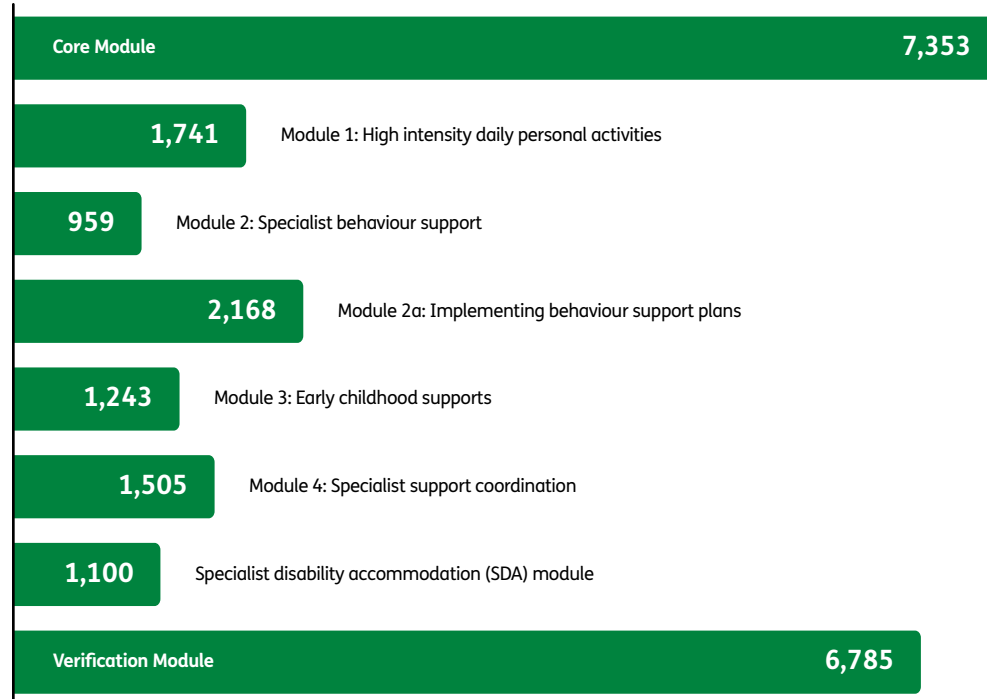 Core Module 7,353
1,741 Module 1: High intensity daily personal activities
959 Module 2: Specialist behaviour support
2,168 Module 2a: Implementing behaviour support plans
1,243 Module 3: Early childhood supports
1,505 Module 4: Specialist support coordination
1,100 Specialist disability accommodation (SDA) module
Verification Module 6,785